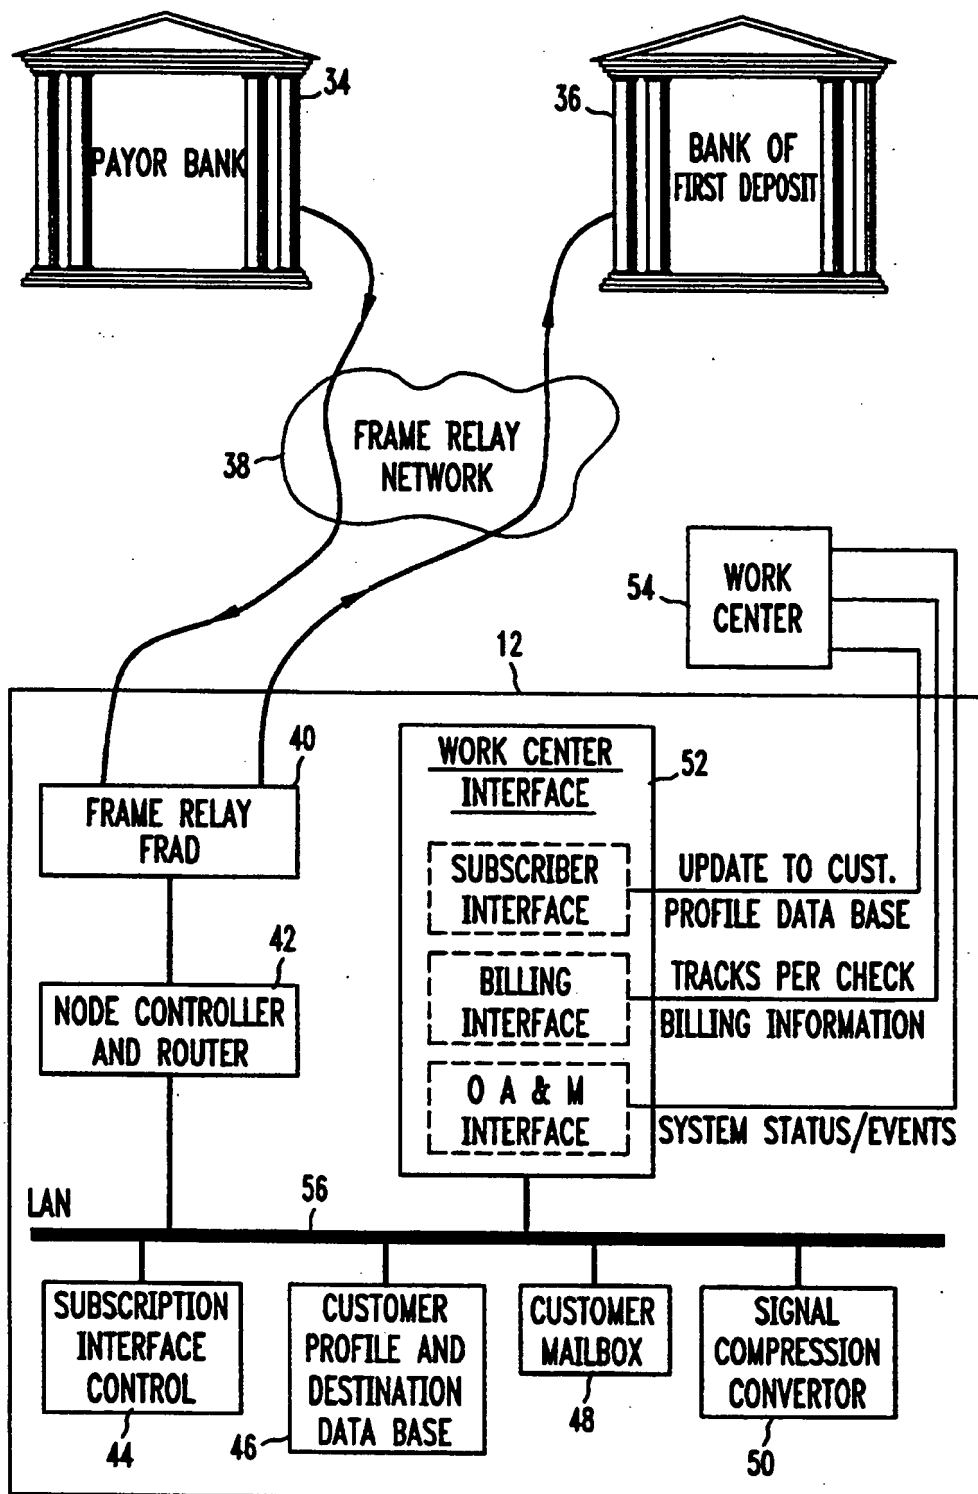 34
36
PAYOR BANK
BANK OF
FIRST DEPOSIT
FRAME RELAY
NETWORK
38
54
WORK
CENTER
12
40
FRAME RELAY
FRAD
WORK CENTER
INTERFACE
52
SUBSCRIBER
INTERFACE
UPDATE TO CUST.
PROFILE DATA BASE
42
NODE CONTROLLER
AND ROUTER
BILLING
INTERFACE
TRACKS PER CHECK
BILLING INFORMATION
O A & M
INTERFACE
SYSTEM STATUS/EVENTS
LAN
56
SUBSCRIPTION
INTERFACE
CONTROL
44
CUSTOMER
PROFILE AND
DESTINATION
DATA BASE
46
CUSTOMER
MAILBOX
48
SIGNAL
COMPRESSION
CONVERTOR
50